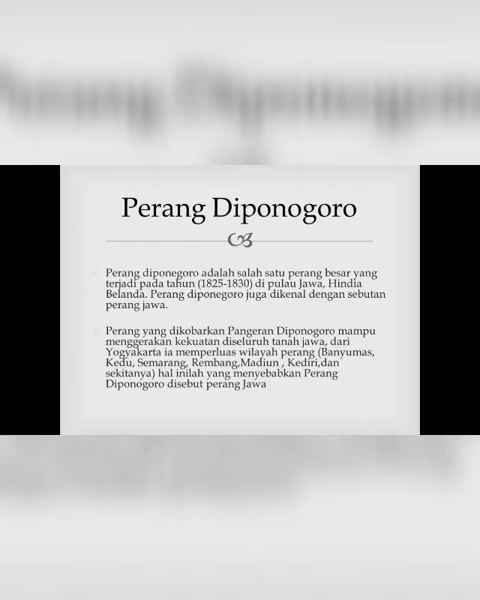 Perang Diponogoro
Perang diponegoro adalah salah satu perang besar yang
terjadi pada tahun (1825-1830) di pulau Jawa, Hindia
Belanda. Perang diponegoro juga dikenal dengan sebutan
perang jawa.
Perang yang dikobarkan Pangeran Diponogoro mampu
menggerakan kekuatan diseluruh tanah jawa, dari
Yogyakarta ia memperluas wilayah perang (Banyumas,
Kedu, Semarang, Rembang,Madiun , Kediri,dan
sekitanya) hal inilah yang menyebabkan Perang
Diponogoro disebut perang Jawa